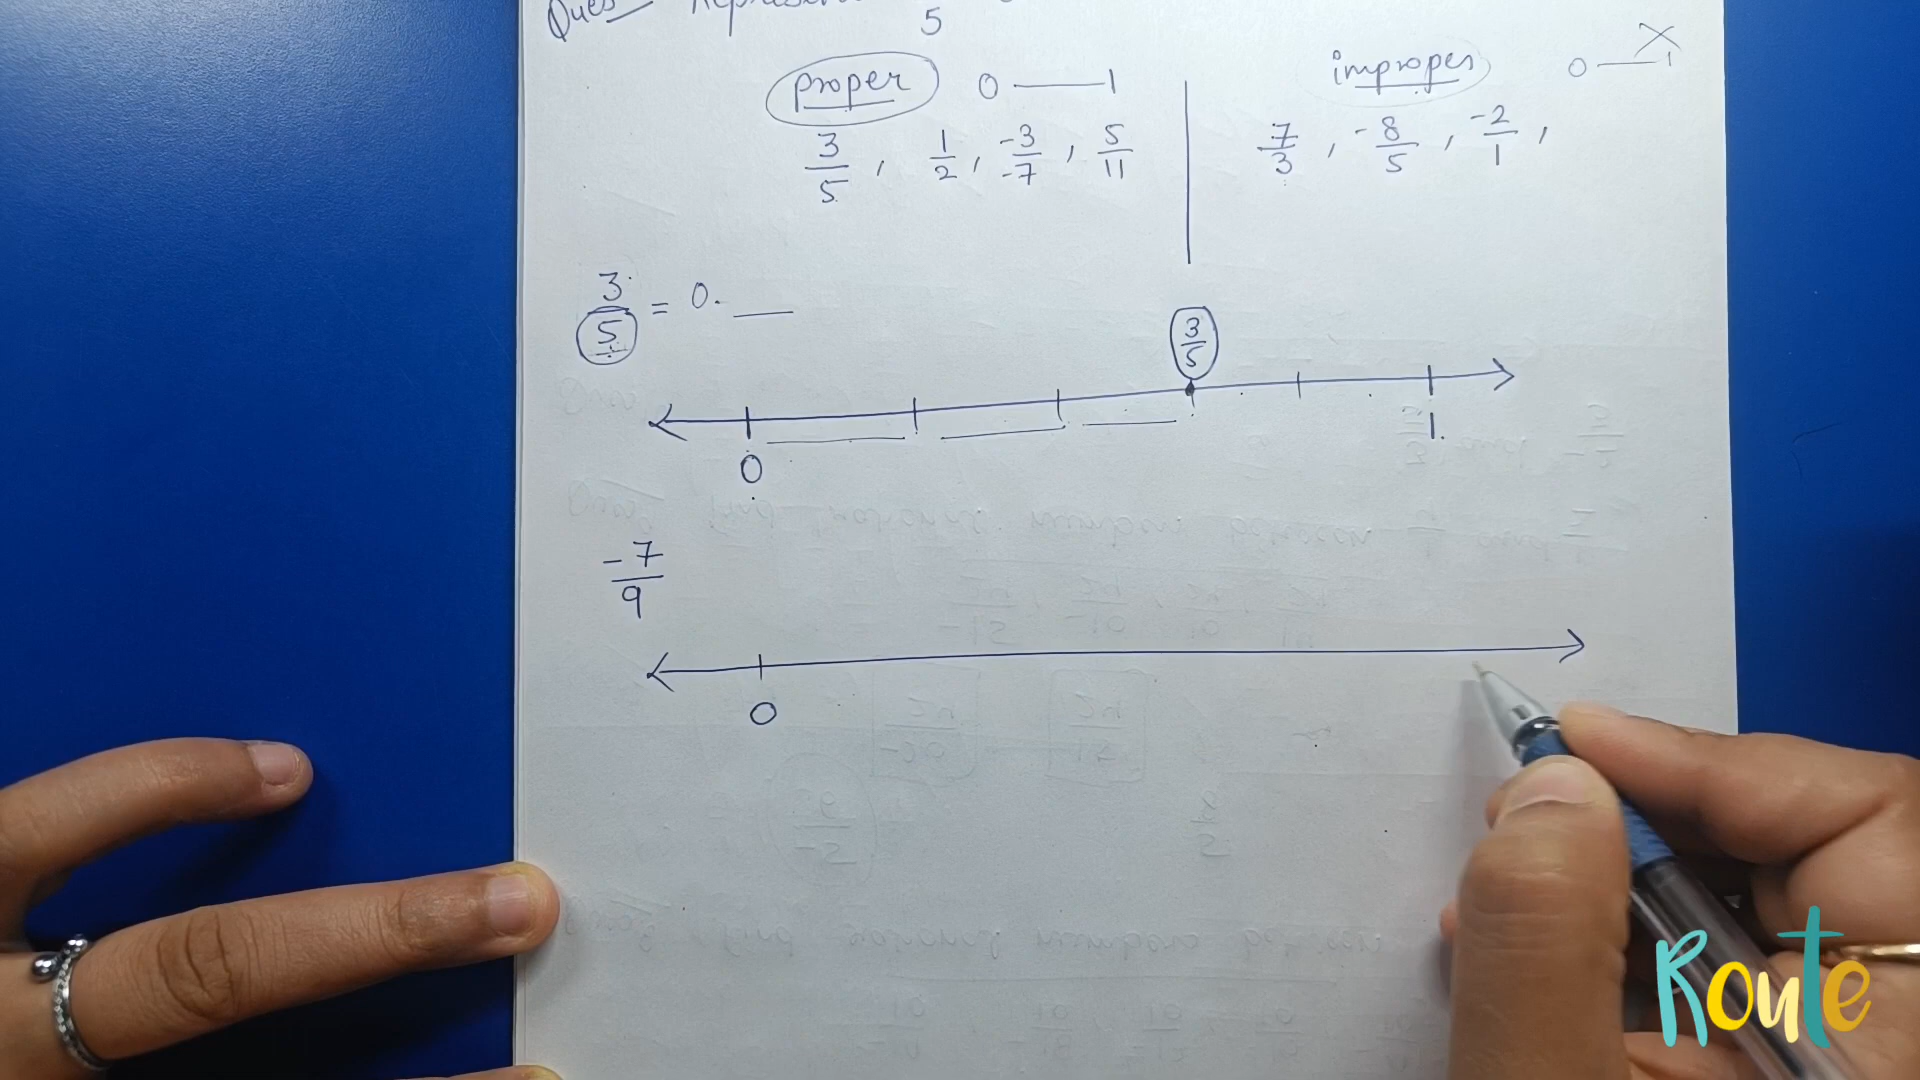 Ques
5
proper 0 1
improper 0 1
3/5 , 1/2 , -3/-7 , 5/11
7/3 , -8/5 , -2/1 ,
3/5 = 0.
3/5
0 1
-7/9
0
Route